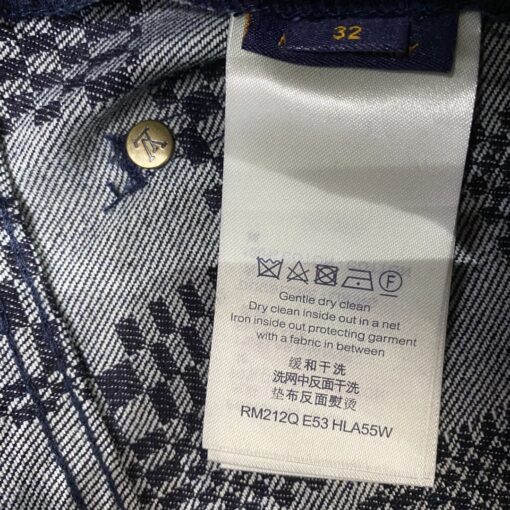 32
LV
F
Gentle dry clean
Dry clean inside out in a net
Iron inside out protecting garment
with a fabric in between
缓和干洗
洗网中反面干洗
垫布反面熨烫
RM212Q E53 HLA55W